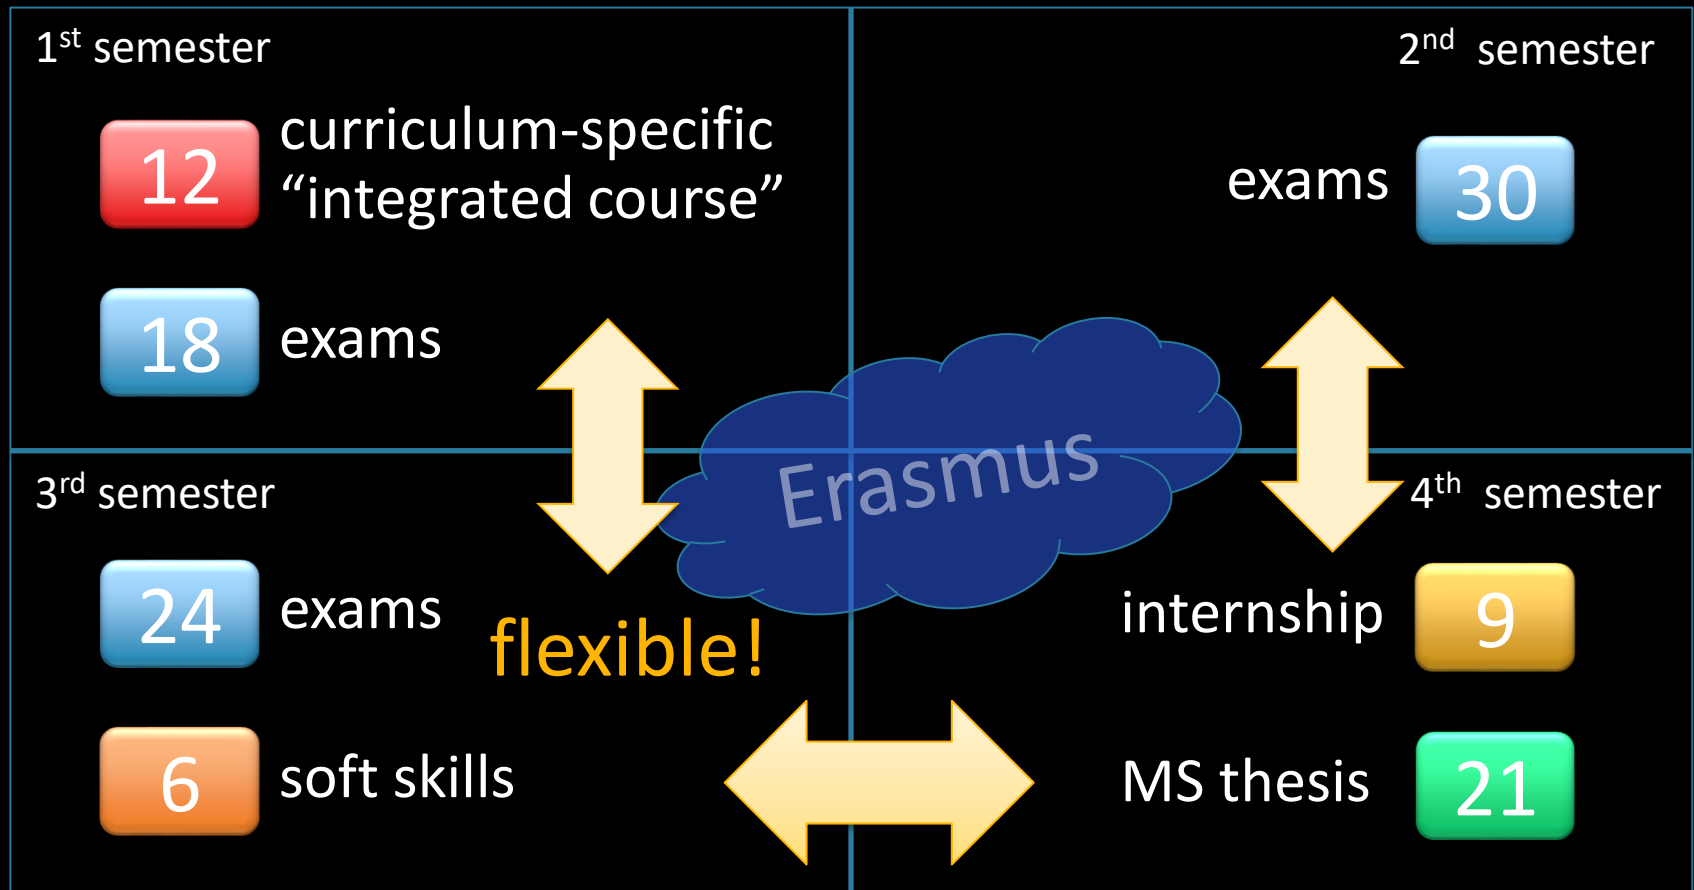 1st semester
12
curriculum-specific
“integrated course”
18
exams
2nd semester
exams
30
Erasmus
3rd semester
24
exams
flexible!
6
soft skills
4th semester
internship
9
MS thesis
21